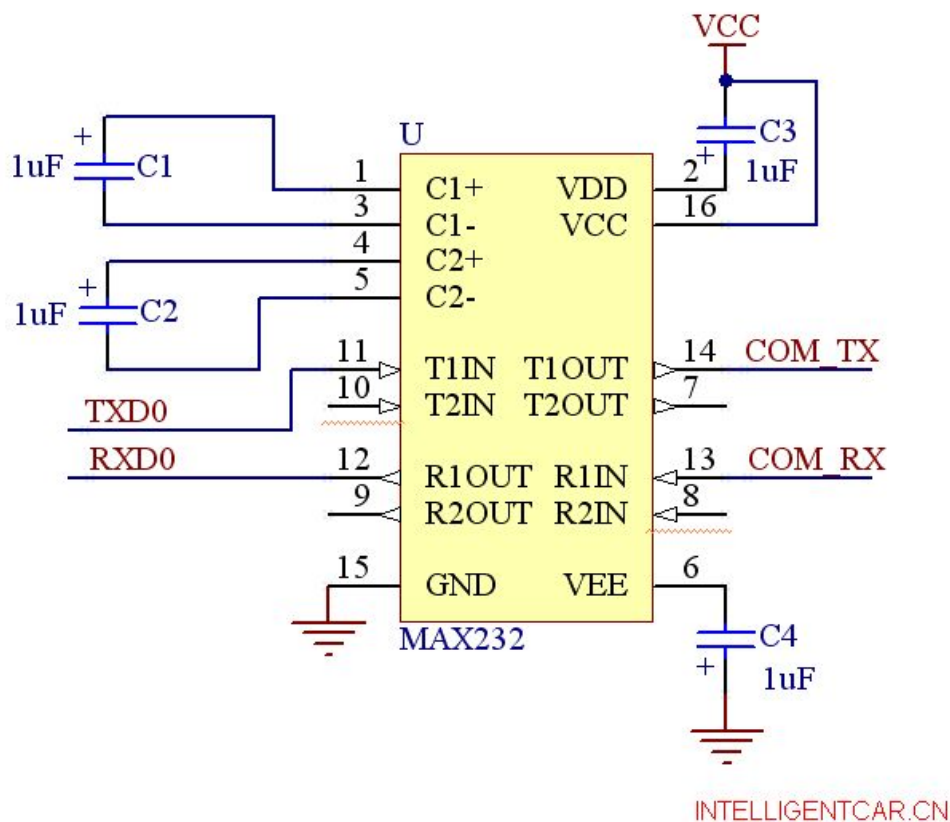 VCC
+ C3
1uF
+ C1
1uF
+ C2
1uF
U
1 C1+ VDD 2
3 C1- VCC 16
4 C2+
5 C2-
11 T1IN T1OUT 14 COM_TX
10 T2IN T2OUT 7
TXD0
RXD0
12 R1OUT R1IN 13 COM_RX
9 R2OUT R2IN 8
15 GND VEE 6
MAX232
C4
+ 1uF
INTELLIGENTCAR.CN